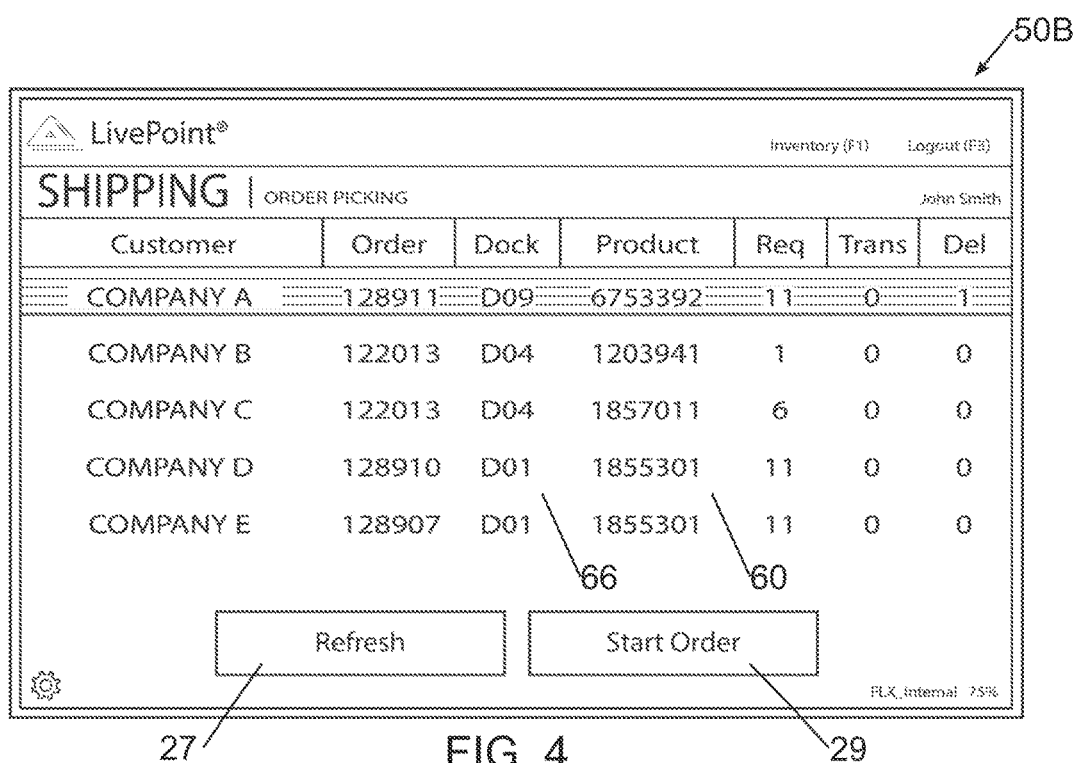 50B
LivePoint®
Inventory (F1) Logout (F3)
SHIPPING | ORDER PICKING John Smith
Customer Order Dock Product Req Trans Del
COMPANY A 128911 D09 6753392 11 0 1
COMPANY B 122013 D04 1203941 1 0 0
COMPANY C 122013 D04 1857011 6 0 0
COMPANY D 128910 D01 1855301 11 0 0
COMPANY E 128907 D01 1855301 11 0 0
66 60
Refresh Start Order
PLX_Internal 75%
27 FIG. 4 29